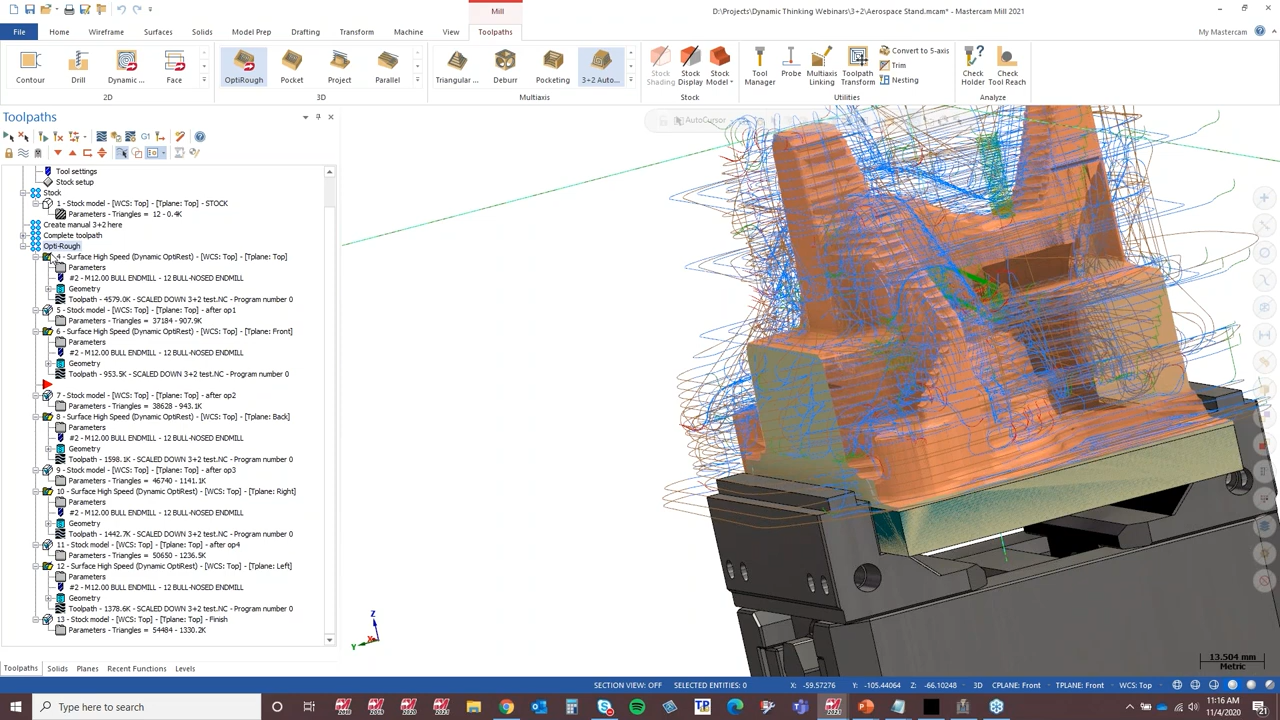 Mill
D:\Projects\Dynamic Thinking Webinars\3+2\Aerospace Stand.mcam* - Mastercam Mill 2021
File Home Wireframe Surfaces Solids Model Prep Drafting Transform Machine View Toolpaths My Mastercam
Contour Drill Dynamic ... Face OptiRough Pocket Project Parallel Triangular ... Deburr Pocketing 3+2 Auto... Stock Shading Stock Display Stock Model Tool Manager Probe Multiaxis Linking Toolpath Transform Convert to 5-axis Trim Nesting Check Holder Check Tool Reach
2D 3D Multiaxis Stock Utilities Analyze
Toolpaths
AutoCursor
G1
Tool settings
Stock setup
Stock
1 - Stock model - [WCS: Top] - [Tplane: Top] - STOCK
Parameters - Triangles = 12 - 0.4K
Create manual 3+2 here
Complete toolpath
Opti-Rough
4 - Surface High Speed (Dynamic OptiRest) - [WCS: Top] - [Tplane: Top]
Parameters
#2 - M12.00 BULL ENDMILL - 12 BULL-NOSED ENDMILL
Geometry
Toolpath - 4579.0K - SCALED DOWN 3+2 test.NC - Program number 0
5 - Stock model - [WCS: Top] - [Tplane: Top] - after op1
Parameters - Triangles = 37184 - 907.9K
6 - Surface High Speed (Dynamic OptiRest) - [WCS: Top] - [Tplane: Front]
Parameters
#2 - M12.00 BULL ENDMILL - 12 BULL-NOSED ENDMILL
Geometry
Toolpath - 953.5K - SCALED DOWN 3+2 test.NC - Program number 0
7 - Stock model - [WCS: Top] - [Tplane: Top] - after op2
Parameters - Triangles = 38628 - 943.1K
8 - Surface High Speed (Dynamic OptiRest) - [WCS: Top] - [Tplane: Back]
Parameters
#2 - M12.00 BULL ENDMILL - 12 BULL-NOSED ENDMILL
Geometry
Toolpath - 1598.1K - SCALED DOWN 3+2 test.NC - Program number 0
9 - Stock model - [WCS: Top] - [Tplane: Top] - after op3
Parameters - Triangles = 46740 - 1141.1K
10 - Surface High Speed (Dynamic OptiRest) - [WCS: Top] - [Tplane: Right]
Parameters
#2 - M12.00 BULL ENDMILL - 12 BULL-NOSED ENDMILL
Geometry
Toolpath - 1442.7K - SCALED DOWN 3+2 test.NC - Program number 0
11 - Stock model - [WCS: Top] - [Tplane: Top] - after op4
Parameters - Triangles = 50650 - 1236.5K
12 - Surface High Speed (Dynamic OptiRest) - [WCS: Top] - [Tplane: Left]
Parameters
#2 - M12.00 BULL ENDMILL - 12 BULL-NOSED ENDMILL
Geometry
Toolpath - 1378.6K - SCALED DOWN 3+2 test.NC - Program number 0
13 - Stock model - [WCS: Top] - [Tplane: Top] - Finish
Parameters - Triangles = 54484 - 1330.2K
Z
Y
X
13.504 mm
Metric
Toolpaths Solids Planes Recent Functions Levels
SECTION VIEW: OFF SELECTED ENTITIES: 0 X: -59.57276 Y: -105.44064 Z: -66.10248 3D CPLANE: Front TPLANE: Front WCS: Top
Type here to search
11:16 AM
11/4/2020